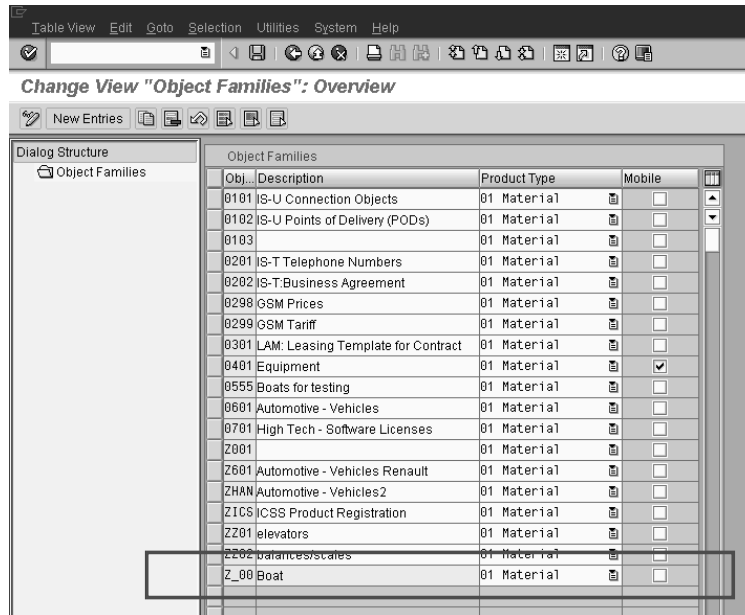 Table View Edit Goto Selection Utilities System Help
Change View "Object Families": Overview
New Entries
Dialog Structure
Object Families
Object Families
Obj... Description Product Type Mobile
0101 IS-U Connection Objects 01 Material
0102 IS-U Points of Delivery (PODs) 01 Material
0103 01 Material
0201 IS-T Telephone Numbers 01 Material
0202 IS-T:Business Agreement 01 Material
0298 GSM Prices 01 Material
0299 GSM Tariff 01 Material
0301 LAM: Leasing Template for Contract 01 Material
0401 Equipment 01 Material
0555 Boats for testing 01 Material
0601 Automotive - Vehicles 01 Material
0701 High Tech - Software Licenses 01 Material
Z001 01 Material
Z601 Automotive - Vehicles Renault 01 Material
ZHAN Automotive - Vehicles2 01 Material
ZICS ICSS Product Registration 01 Material
ZZ01 elevators 01 Material
ZZ02 balances/scales 01 Material
Z_00 Boat 01 Material